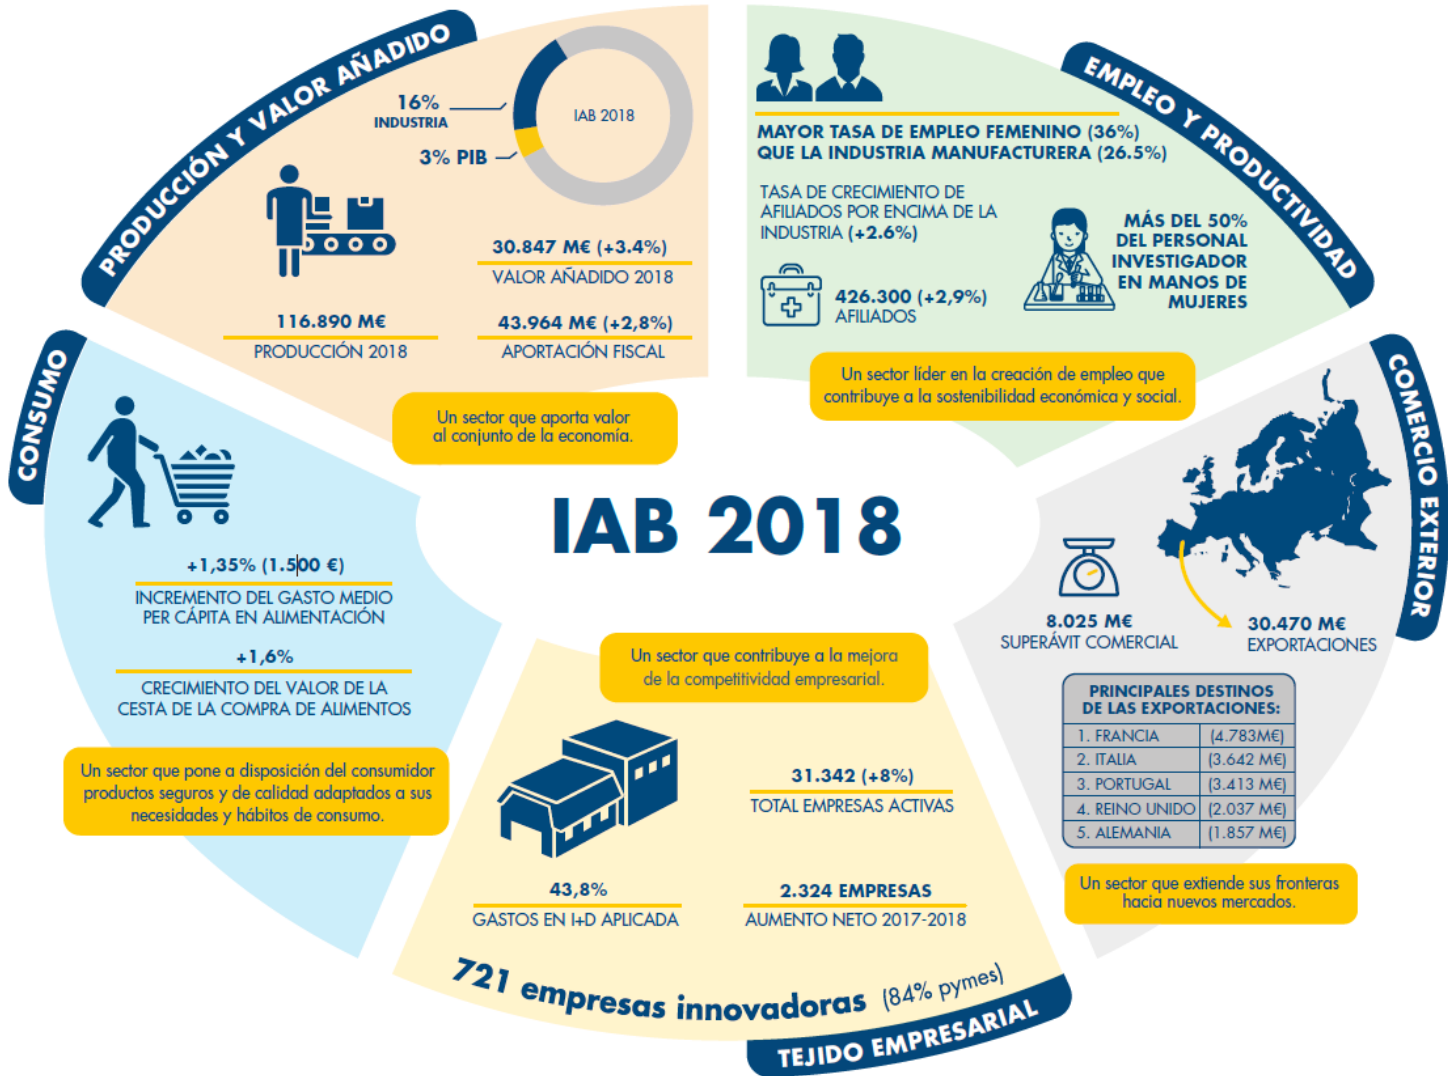 PRODUCCIÓN Y VALOR AÑADIDO
16%
INDUSTRIA
3% PIB
IAB 2018
30.847 M€ (+3.4%)
VALOR AÑADIDO 2018
116.890 M€
PRODUCCIÓN 2018
43.964 M€ (+2,8%)
APORTACIÓN FISCAL
Un sector que aporta valor
al conjunto de la economía.
EMPLEO Y PRODUCTIVIDAD
MAYOR TASA DE EMPLEO FEMENINO (36%)
QUE LA INDUSTRIA MANUFACTURERA (26.5%)
TASA DE CRECIMIENTO DE
AFILIADOS POR ENCIMA DE LA
INDUSTRIA (+2.6%)
426.300 (+2,9%)
AFILIADOS
MÁS DEL 50%
DEL PERSONAL
INVESTIGADOR
EN MANOS DE
MUJERES
Un sector líder en la creación de empleo que
contribuye a la sostenibilidad económica y social.
CONSUMO
+1,35% (1.500 €)
INCREMENTO DEL GASTO MEDIO
PER CÁPITA EN ALIMENTACIÓN
+1,6%
CRECIMIENTO DEL VALOR DE LA
CESTA DE LA COMPRA DE ALIMENTOS
Un sector que pone a disposición del consumidor
productos seguros y de calidad adaptados a sus
necesidades y hábitos de consumo.
IAB 2018
COMERCIO EXTERIOR
8.025 M€
SUPERÁVIT COMERCIAL
30.470 M€
EXPORTACIONES
PRINCIPALES DESTINOS
DE LAS EXPORTACIONES:
1. FRANCIA (4.783M€)
2. ITALIA (3.642 M€)
3. PORTUGAL (3.413 M€)
4. REINO UNIDO (2.037 M€)
5. ALEMANIA (1.857 M€)
Un sector que extiende sus fronteras
hacia nuevos mercados.
Un sector que contribuye a la mejora
de la competitividad empresarial.
31.342 (+8%)
TOTAL EMPRESAS ACTIVAS
43,8%
GASTOS EN I+D APLICADA
2.324 EMPRESAS
AUMENTO NETO 2017-2018
721 empresas innovadoras (84% pymes)
TEJIDO EMPRESARIAL